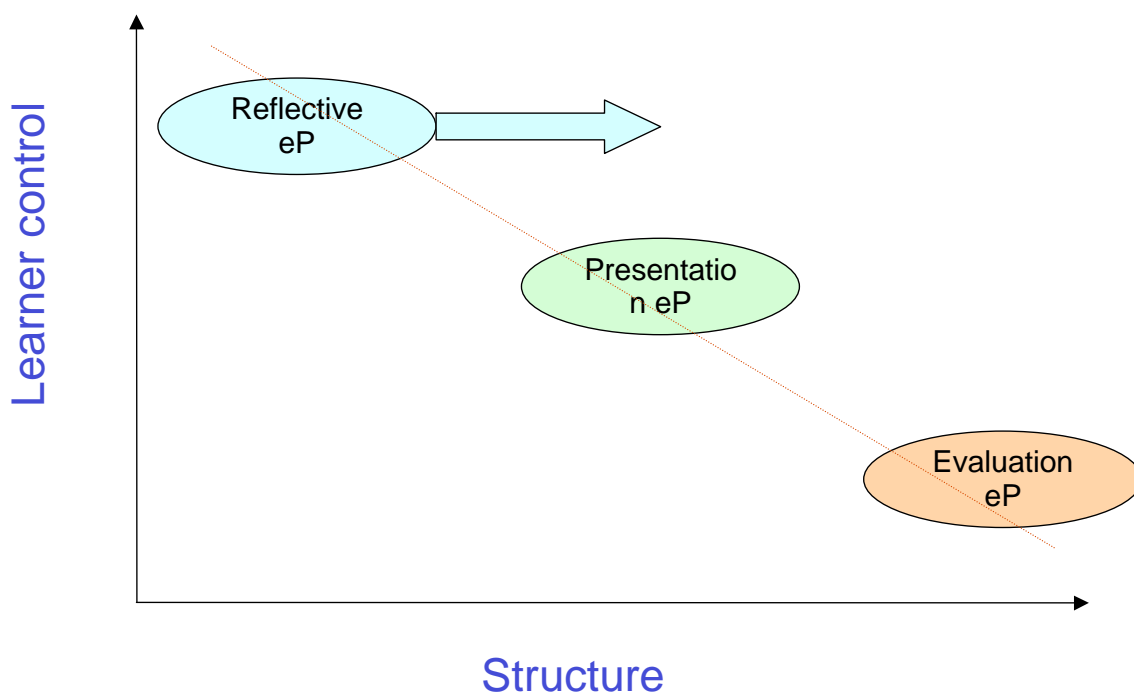 Learner control
Reflective
eP
Presentatio
n eP
Evaluation
eP
Structure